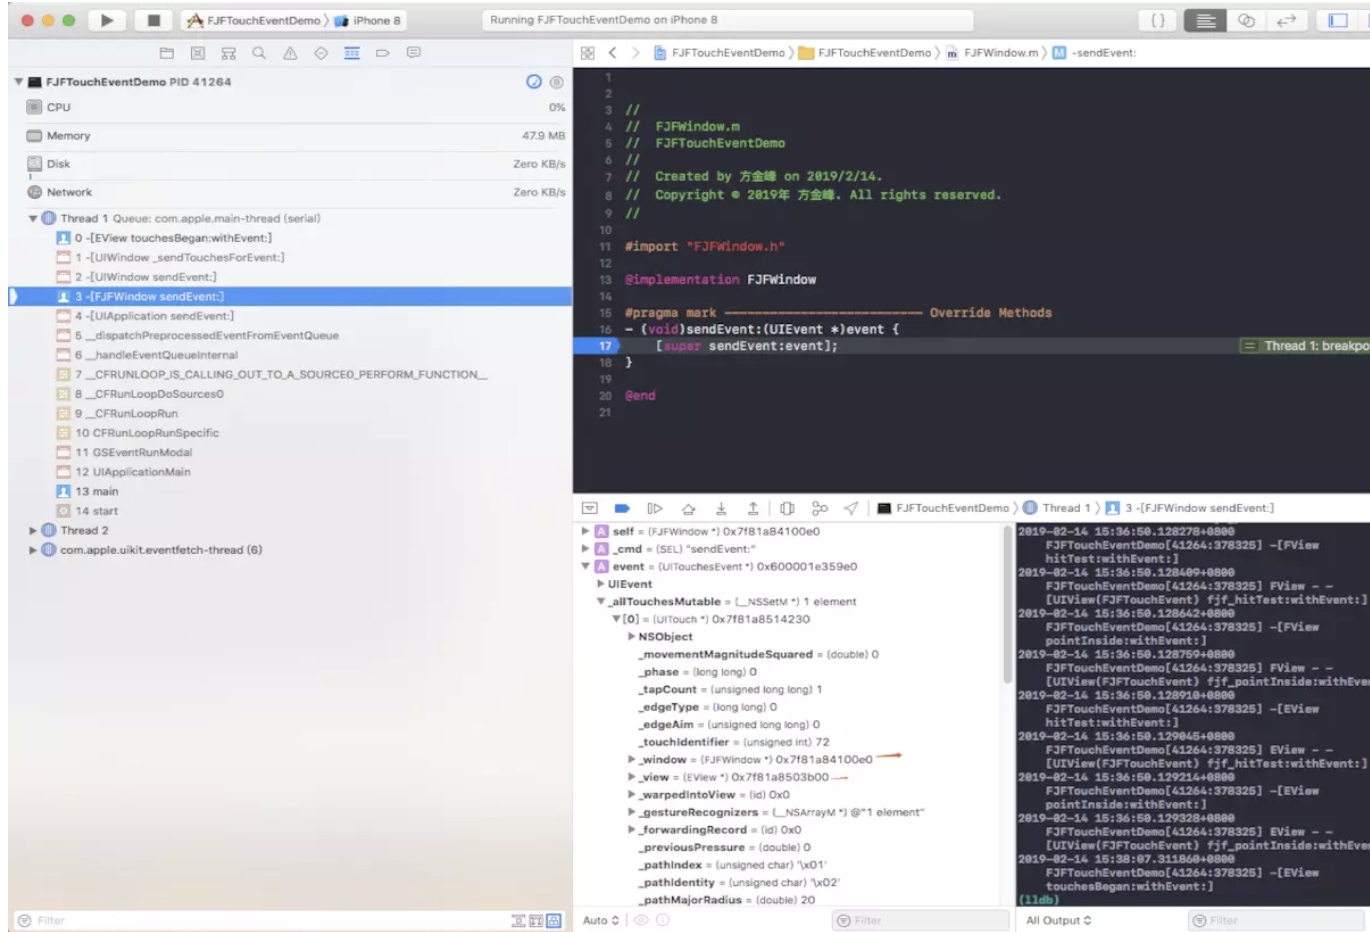 FJFTouchEventDemo
iPhone 8
Running FJFTouchEventDemo on iPhone 8
FJFTouchEventDemo PID 41264
CPU 0%
Memory 47.9 MB
Disk Zero KB/s
Network Zero KB/s
Thread 1 Queue: com.apple.main-thread (serial)
0 -[EView touchesBegan:withEvent:]
1 -[UIWindow _sendTouchesForEvent:]
2 -[UIWindow sendEvent:]
3 -[FJFWindow sendEvent:]
4 -[UIApplication sendEvent:]
5 __dispatchPreprocessedEventFromEventQueue
6 __handleEventQueueInternal
7 __CFRUNLOOP_IS_CALLING_OUT_TO_A_SOURCE0_PERFORM_FUNCTION__
8 __CFRunLoopDoSources0
9 __CFRunLoopRun
10 CFRunLoopRunSpecific
11 GSEventRunModal
12 UIApplicationMain
13 main
14 start
Thread 2
com.apple.uikit.eventfetch-thread (6)
Filter
FJFTouchEventDemo
FJFTouchEventDemo
FJFWindow.m
M -sendEvent:
1
2
3 //
4 // FJFWindow.m
5 // FJFTouchEventDemo
6 //
7 // Created by 方金峰 on 2019/2/14.
8 // Copyright © 2019年 方金峰. All rights reserved.
9 //
10
11 #import "FJFWindow.h"
12
13 @implementation FJFWindow
14
15 #pragma mark -------------------------- Override Methods
16 - (void)sendEvent:(UIEvent *)event {
17 [super sendEvent:event]; = Thread 1: breakpo
18 }
19
20 @end
21
FJFTouchEventDemo
Thread 1
3 -[FJFWindow sendEvent:]
A self = (FJFWindow *) 0x7f81a84100e0
A _cmd = (SEL) "sendEvent:"
A event = (UITouchesEvent *) 0x600001e359e0
UIEvent
_allTouchesMutable = (__NSSetM *) 1 element
[0] = (UITouch *) 0x7f81a8514230
NSObject
_movementMagnitudeSquared = (double) 0
_phase = (long long) 0
_tapCount = (unsigned long long) 1
_edgeType = (long long) 0
_edgeAim = (unsigned long long) 0
_touchIdentifier = (unsigned int) 72
_window = (FJFWindow *) 0x7f81a84100e0
_view = (EView *) 0x7f81a8503b00
_warpedIntoView = (id) 0x0
_gestureRecognizers = (__NSArrayM *) @"1 element"
_forwardingRecord = (id) 0x0
_previousPressure = (double) 0
_pathIndex = (unsigned char) '\x01'
_pathIdentity = (unsigned char) '\x02'
_pathMajorRadius = (double) 20
Auto
Filter
2019-02-14 15:36:50.128278+0800
FJFTouchEventDemo[41264:378325] -[FView
hitTest:withEvent:]
2019-02-14 15:36:50.128409+0800
FJFTouchEventDemo[41264:378325] FView - -
[UIView(FJFTouchEvent) fjf_hitTest:withEvent:]
2019-02-14 15:36:50.128642+0800
FJFTouchEventDemo[41264:378325] -[FView
pointInside:withEvent:]
2019-02-14 15:36:50.128759+0800
FJFTouchEventDemo[41264:378325] FView - -
[UIView(FJFTouchEvent) fjf_pointInside:withEve
2019-02-14 15:36:50.128910+0800
FJFTouchEventDemo[41264:378325] -[EView
hitTest:withEvent:]
2019-02-14 15:36:50.129045+0800
FJFTouchEventDemo[41264:378325] EView - -
[UIView(FJFTouchEvent) fjf_hitTest:withEvent:]
2019-02-14 15:36:50.129214+0800
FJFTouchEventDemo[41264:378325] -[EView
pointInside:withEvent:]
2019-02-14 15:36:50.129328+0800
FJFTouchEventDemo[41264:378325] EView - -
[UIView(FJFTouchEvent) fjf_pointInside:withEve
2019-02-14 15:38:07.311860+0800
FJFTouchEventDemo[41264:378325] -[EView
touchesBegan:withEvent:]
(lldb)
All Output
Filter